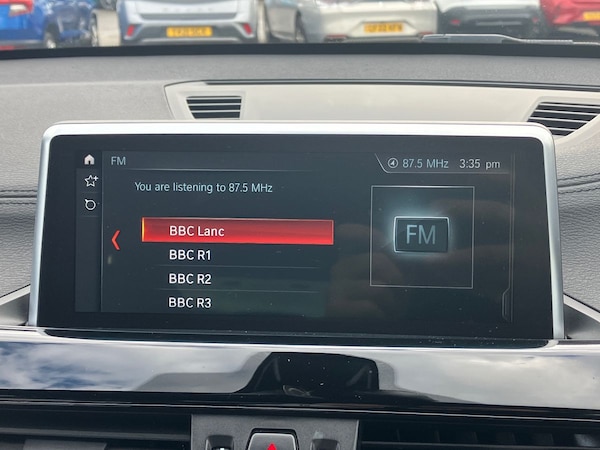 FM
87.5 MHz 3:35 pm
You are listening to 87.5 MHz
BBC Lanc
FM
BBC R1
BBC R2
BBC R3